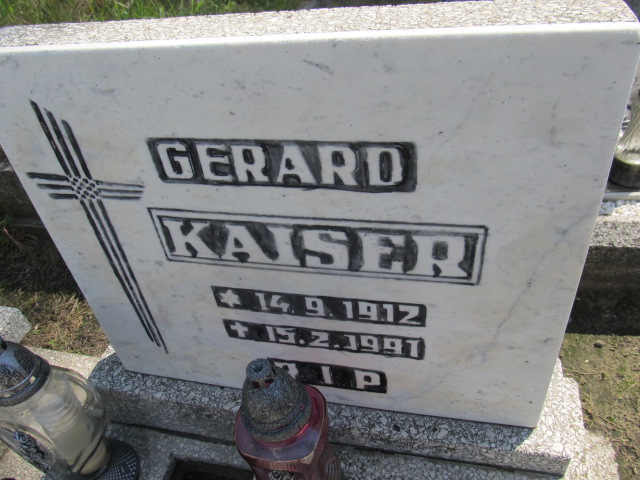 GERARD
KAISER
* 14.9.1912
✝ 15.2.1991
R I P